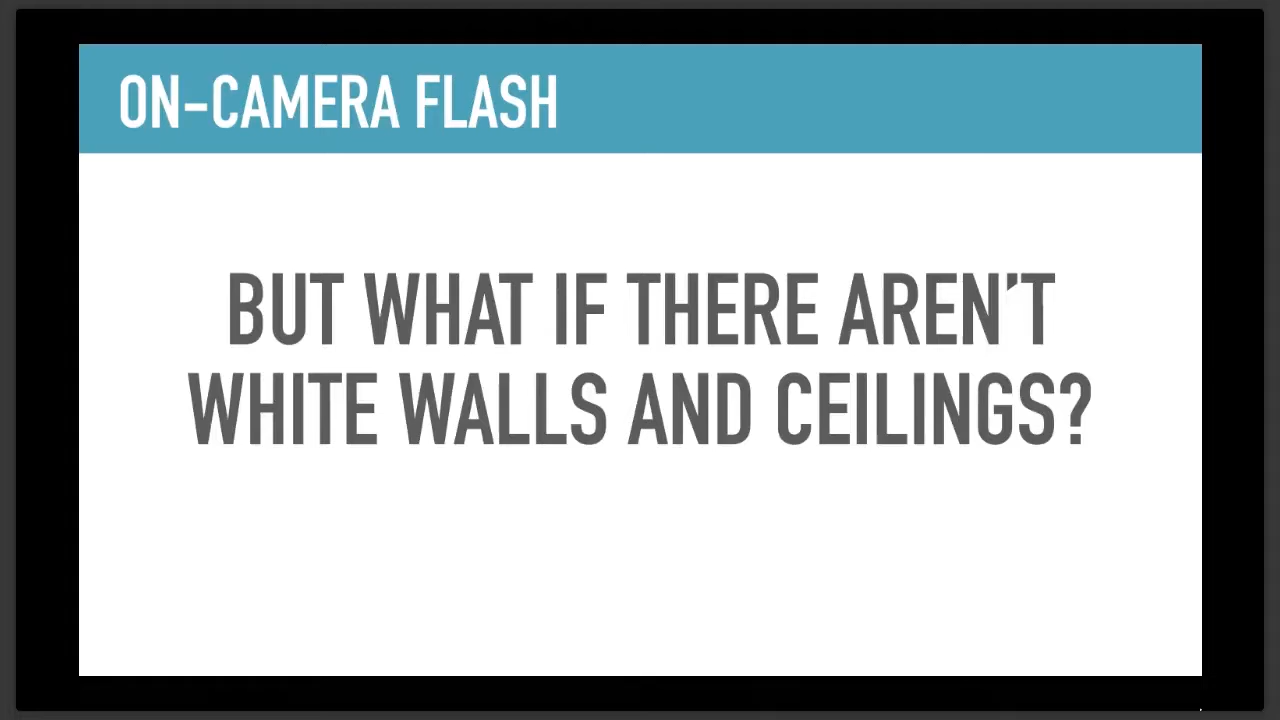 ON-CAMERA FLASH
BUT WHAT IF THERE AREN'T
WHITE WALLS AND CEILINGS?